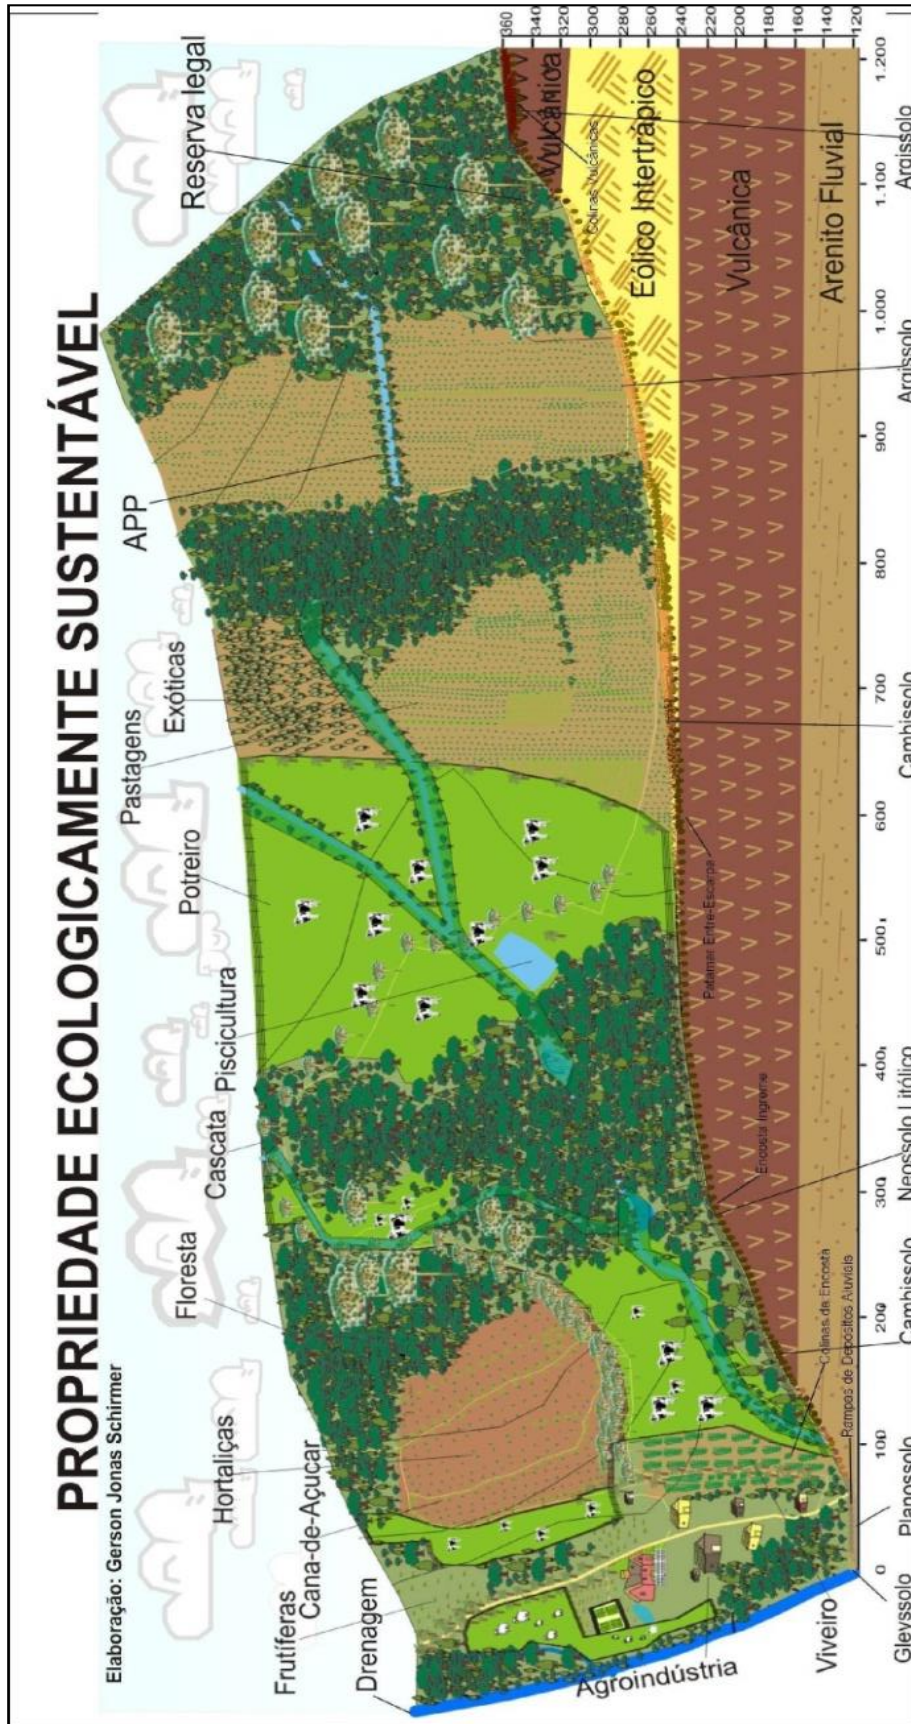 PROPRIEDADE ECOLOGICAMENTE SUSTENTÁVEL
Elaboração: Gerson Jonas Schirmer
Drenagem
Frutíferas
Cana-de-Açucar
Hortaliças
Floresta
Cascata
Piscicultura
Potreiro
Pastagens
Exóticas
APP
Reserva legal
Agroindústria
Viveiro
360
340
320
300
280
260
240
220
200
180
160
140
120
Vulcânica
Colinas Vulcânicas
Eólico Intertrápico
Vulcânica
Arenito Fluvial
Patamar Entre-Escarpa
Encosta Ingreme
Colinas da Encosta
Rampas de Depósitos Aluviais
0 100 200 300 400 500 600 700 800 900 1.000 1.100 1.200
Gleyssolo Planossolo Cambissolo Neossolo Litólico Cambissolo Argissolo Argissolo